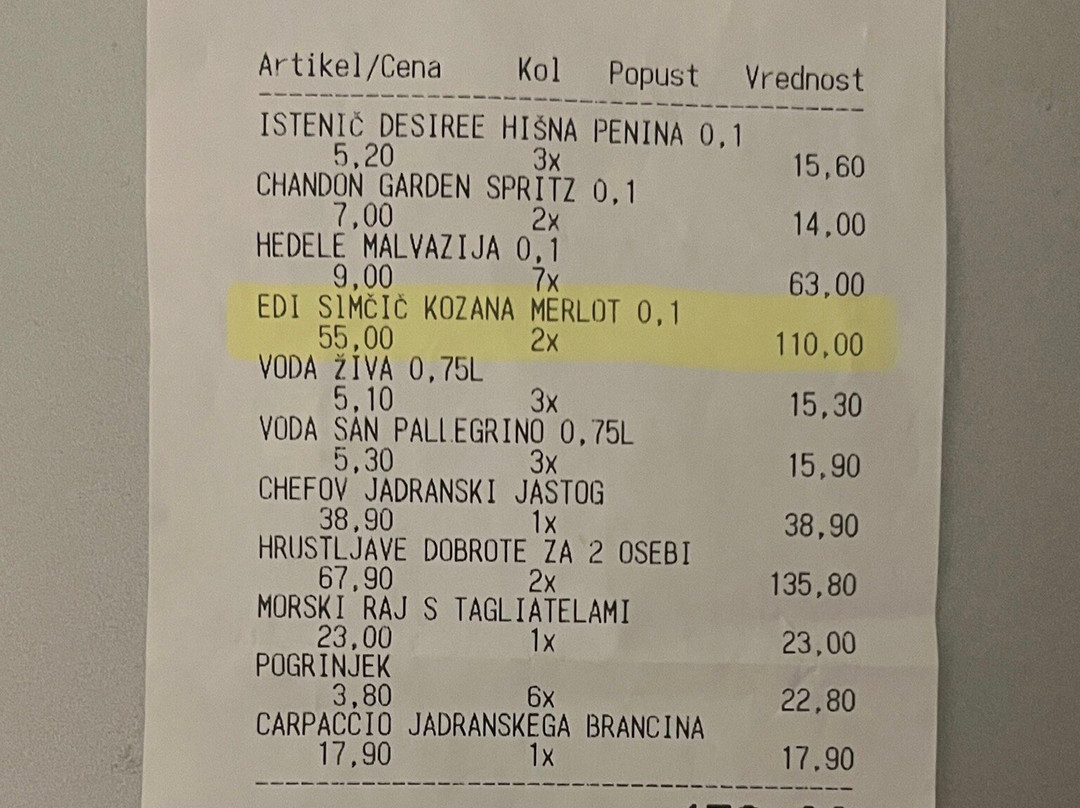 Artikel/Cena Kol Popust Vrednost
ISTENIČ DESIREE HIŠNA PENINA 0,1
5,20 3x 15,60
CHANDON GARDEN SPRITZ 0,1
7,00 2x 14,00
HEDELE MALVAZIJA 0,1
9,00 7x 63,00
EDI SIMČIČ KOZANA MERLOT 0,1
55,00 2x 110,00
VODA ŽIVA 0,75L
5,10 3x 15,30
VODA SAN PALLEGRINO 0,75L
5,30 3x 15,90
CHEFOV JADRANSKI JASTOG
38,90 1x 38,90
HRUSTLJAVE DOBROTE ZA 2 OSEBI
67,90 2x 135,80
MORSKI RAJ S TAGLIATELAMI
23,00 1x 23,00
POGRINJEK
3,80 6x 22,80
CARPACCIO JADRANSKEGA BRANCINA
17,90 1x 17,90